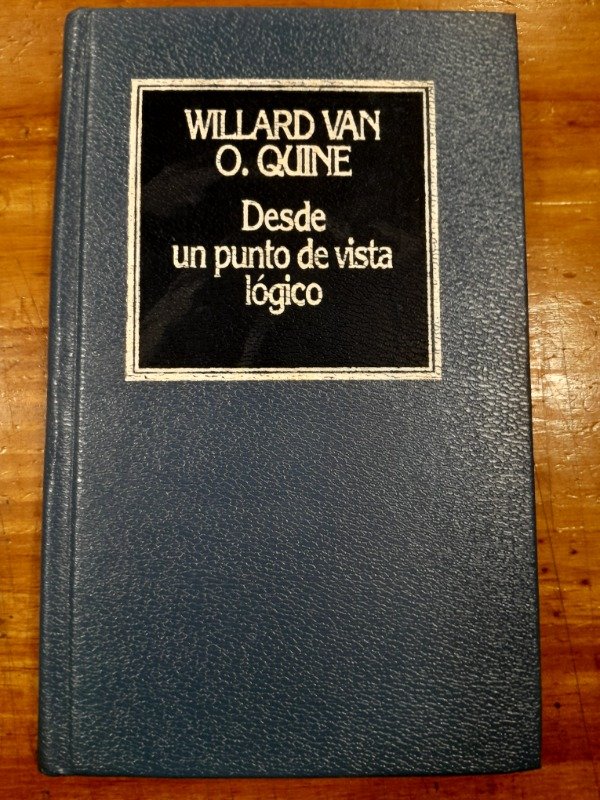 WILLARD VAN
O. QUINE
Desde
un punto de vista
lógico